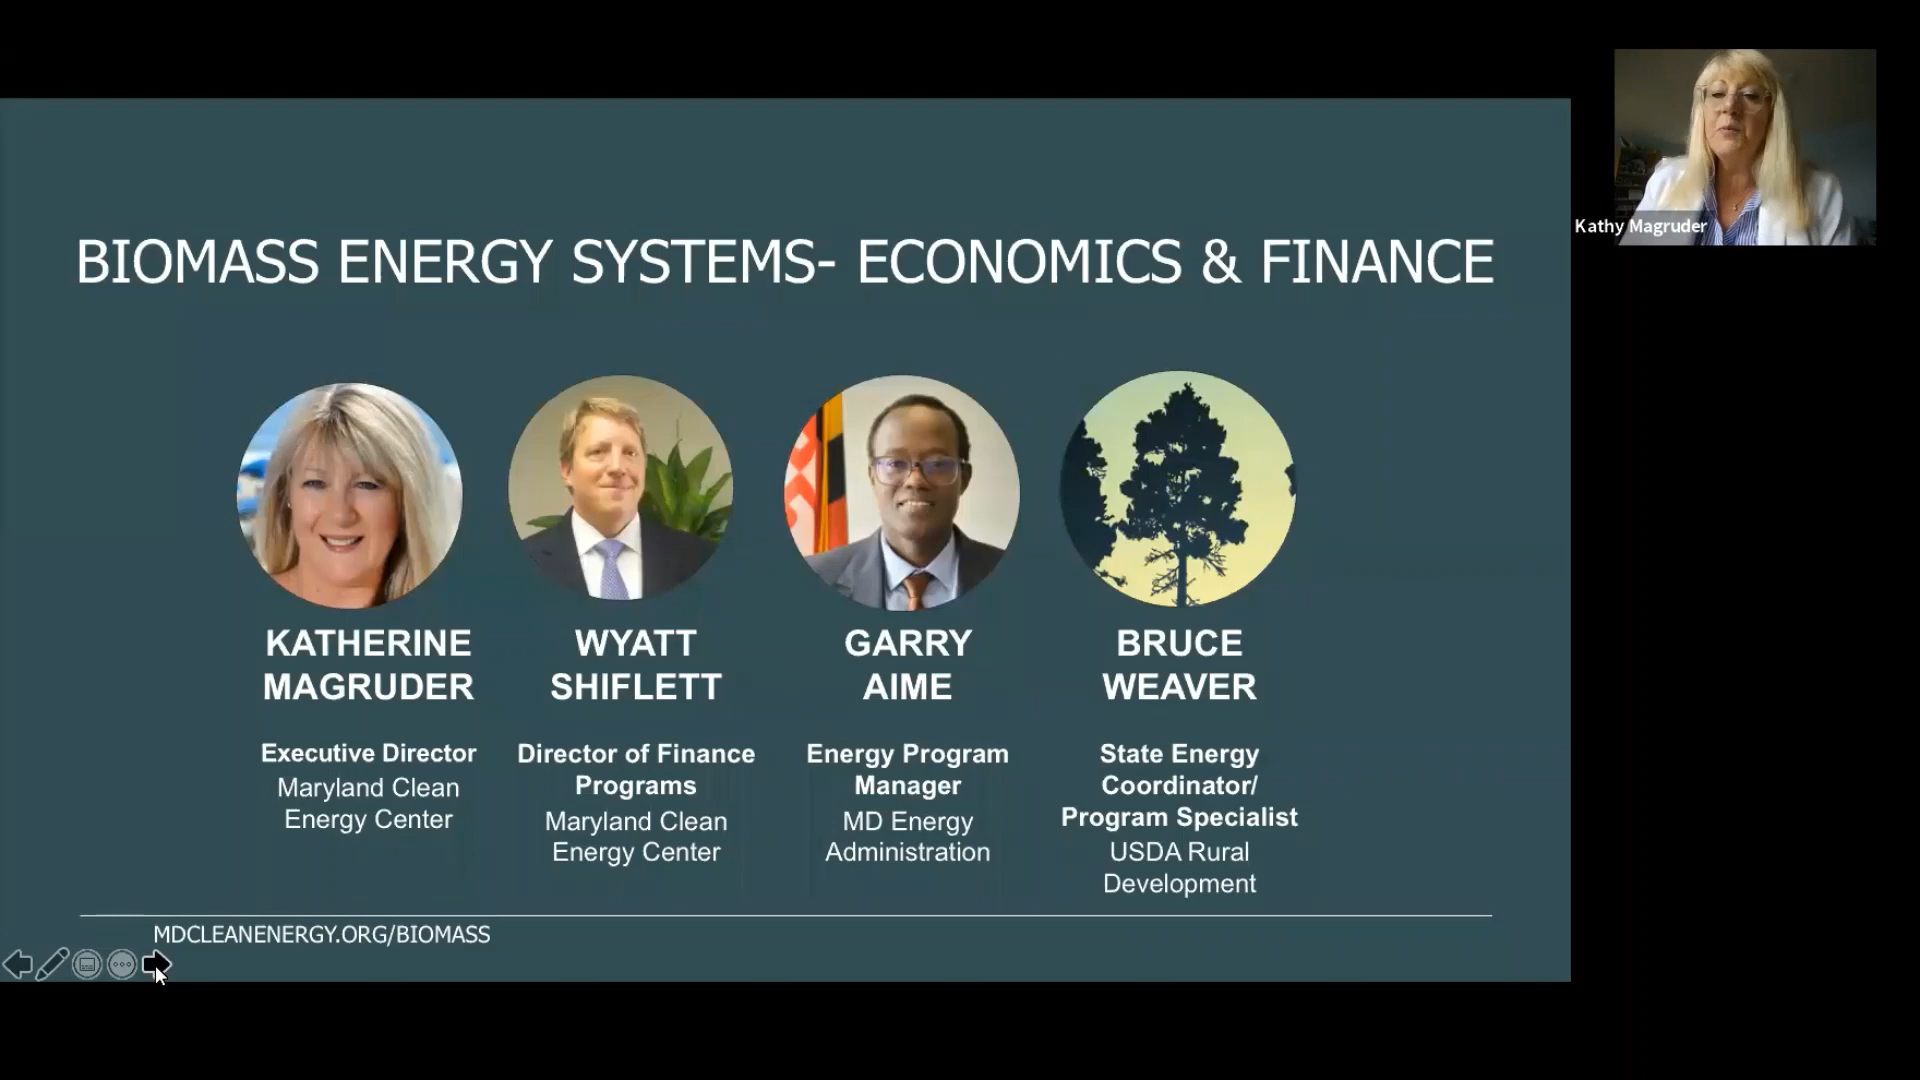 BIOMASS ENERGY SYSTEMS- ECONOMICS & FINANCE
Kathy Magruder
KATHERINE
MAGRUDER
Executive Director
Maryland Clean
Energy Center
WYATT
SHIFLETT
Director of Finance
Programs
Maryland Clean
Energy Center
GARRY
AIME
Energy Program
Manager
MD Energy
Administration
BRUCE
WEAVER
State Energy
Coordinator/
Program Specialist
USDA Rural
Development
MDCLEANENERGY.ORG/BIOMASS